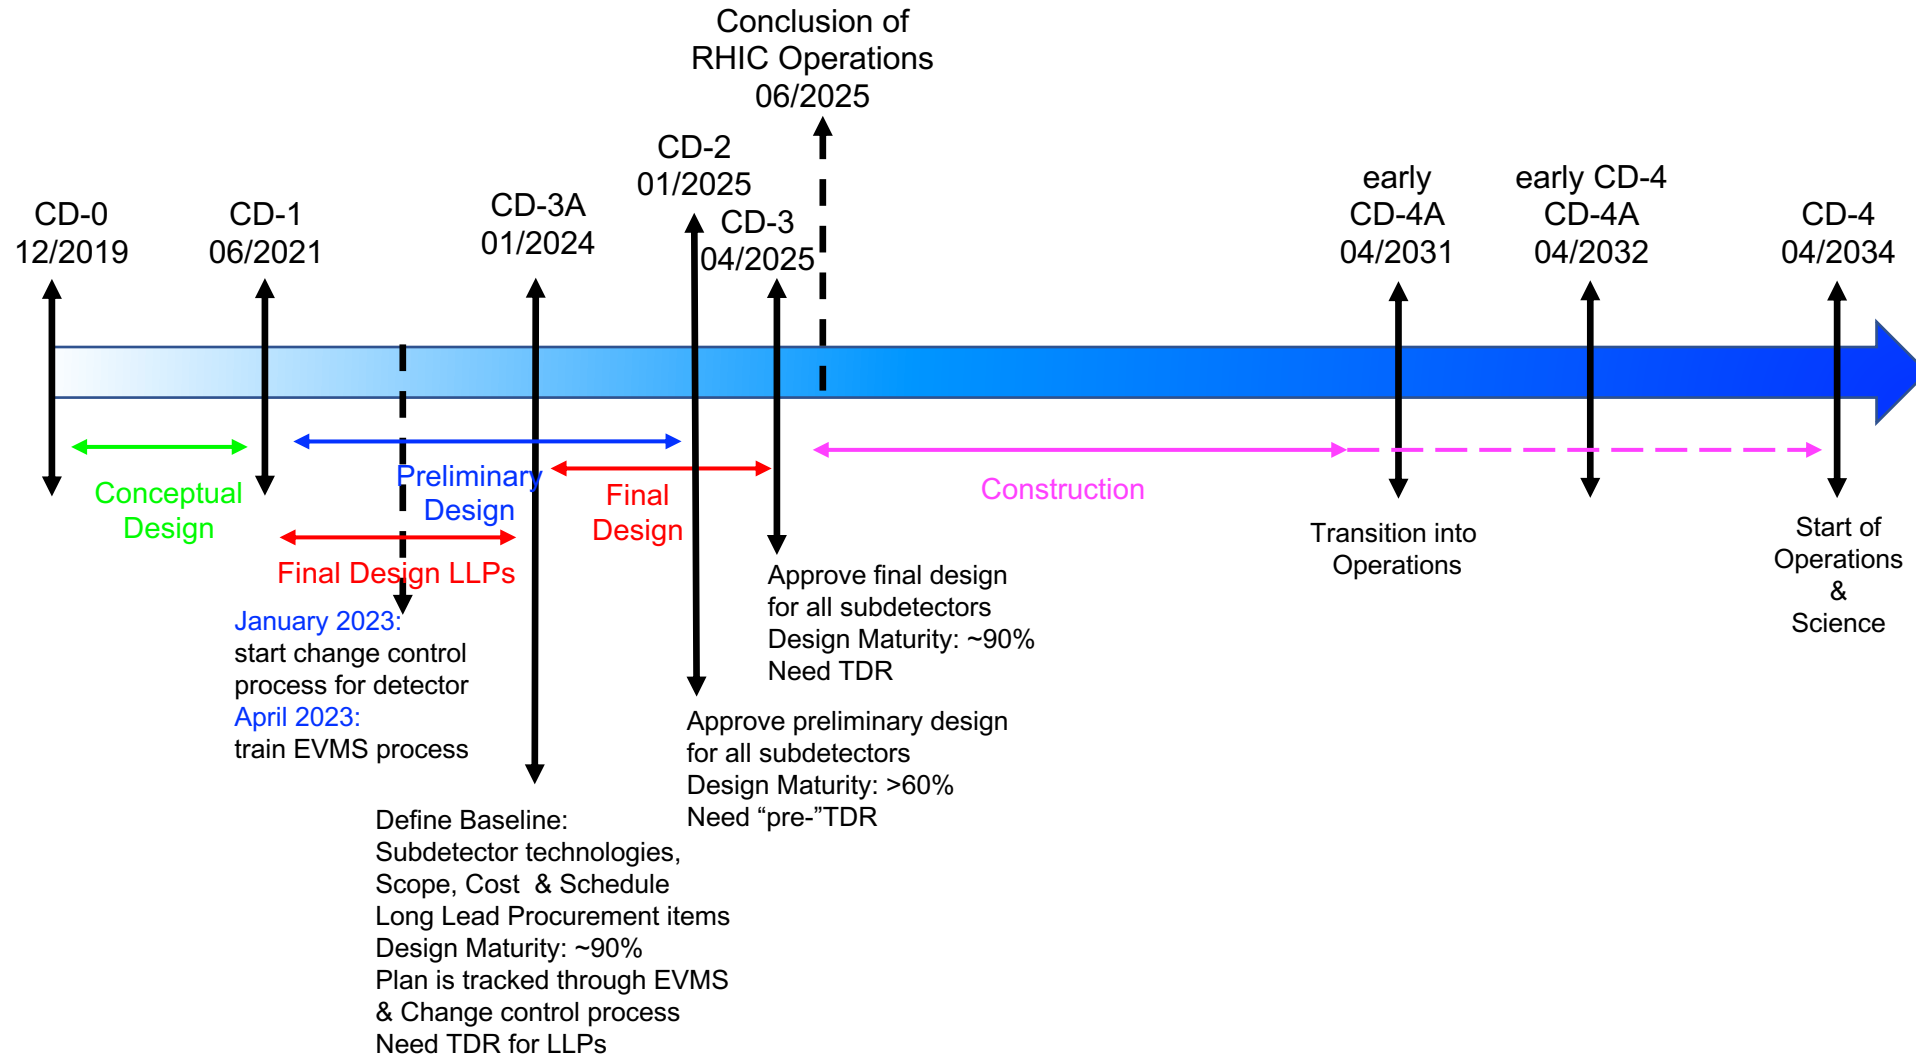 Conclusion of
RHIC Operations
06/2025
CD-0
12/2019
CD-1
06/2021
CD-3A
01/2024
CD-2
01/2025
CD-3
04/2025
early
CD-4A
04/2031
early CD-4
CD-4A
04/2032
CD-4
04/2034
Conceptual
Design
Preliminary
Design
Final Design LLPs
Final
Design
Construction
January 2023:
start change control
process for detector
April 2023:
train EVMS process
Define Baseline:
Subdetector technologies,
Scope, Cost & Schedule
Long Lead Procurement items
Design Maturity: ~90%
Plan is tracked through EVMS
& Change control process
Need TDR for LLPs
Approve preliminary design
for all subdetectors
Design Maturity: >60%
Need “pre-”TDR
Approve final design
for all subdetectors
Design Maturity: ~90%
Need TDR
Transition into
Operations
Start of
Operations
&
Science